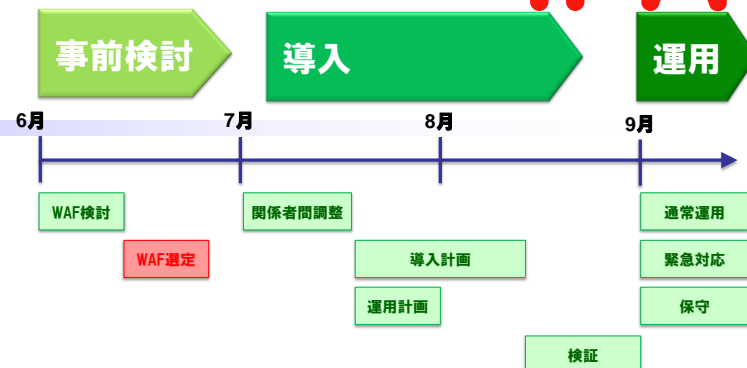 事前検討
導入
運用
6月
7月
8月
9月
WAF検討
関係者間調整
通常運用
WAF選定
導入計画
緊急対応
運用計画
保守
検証